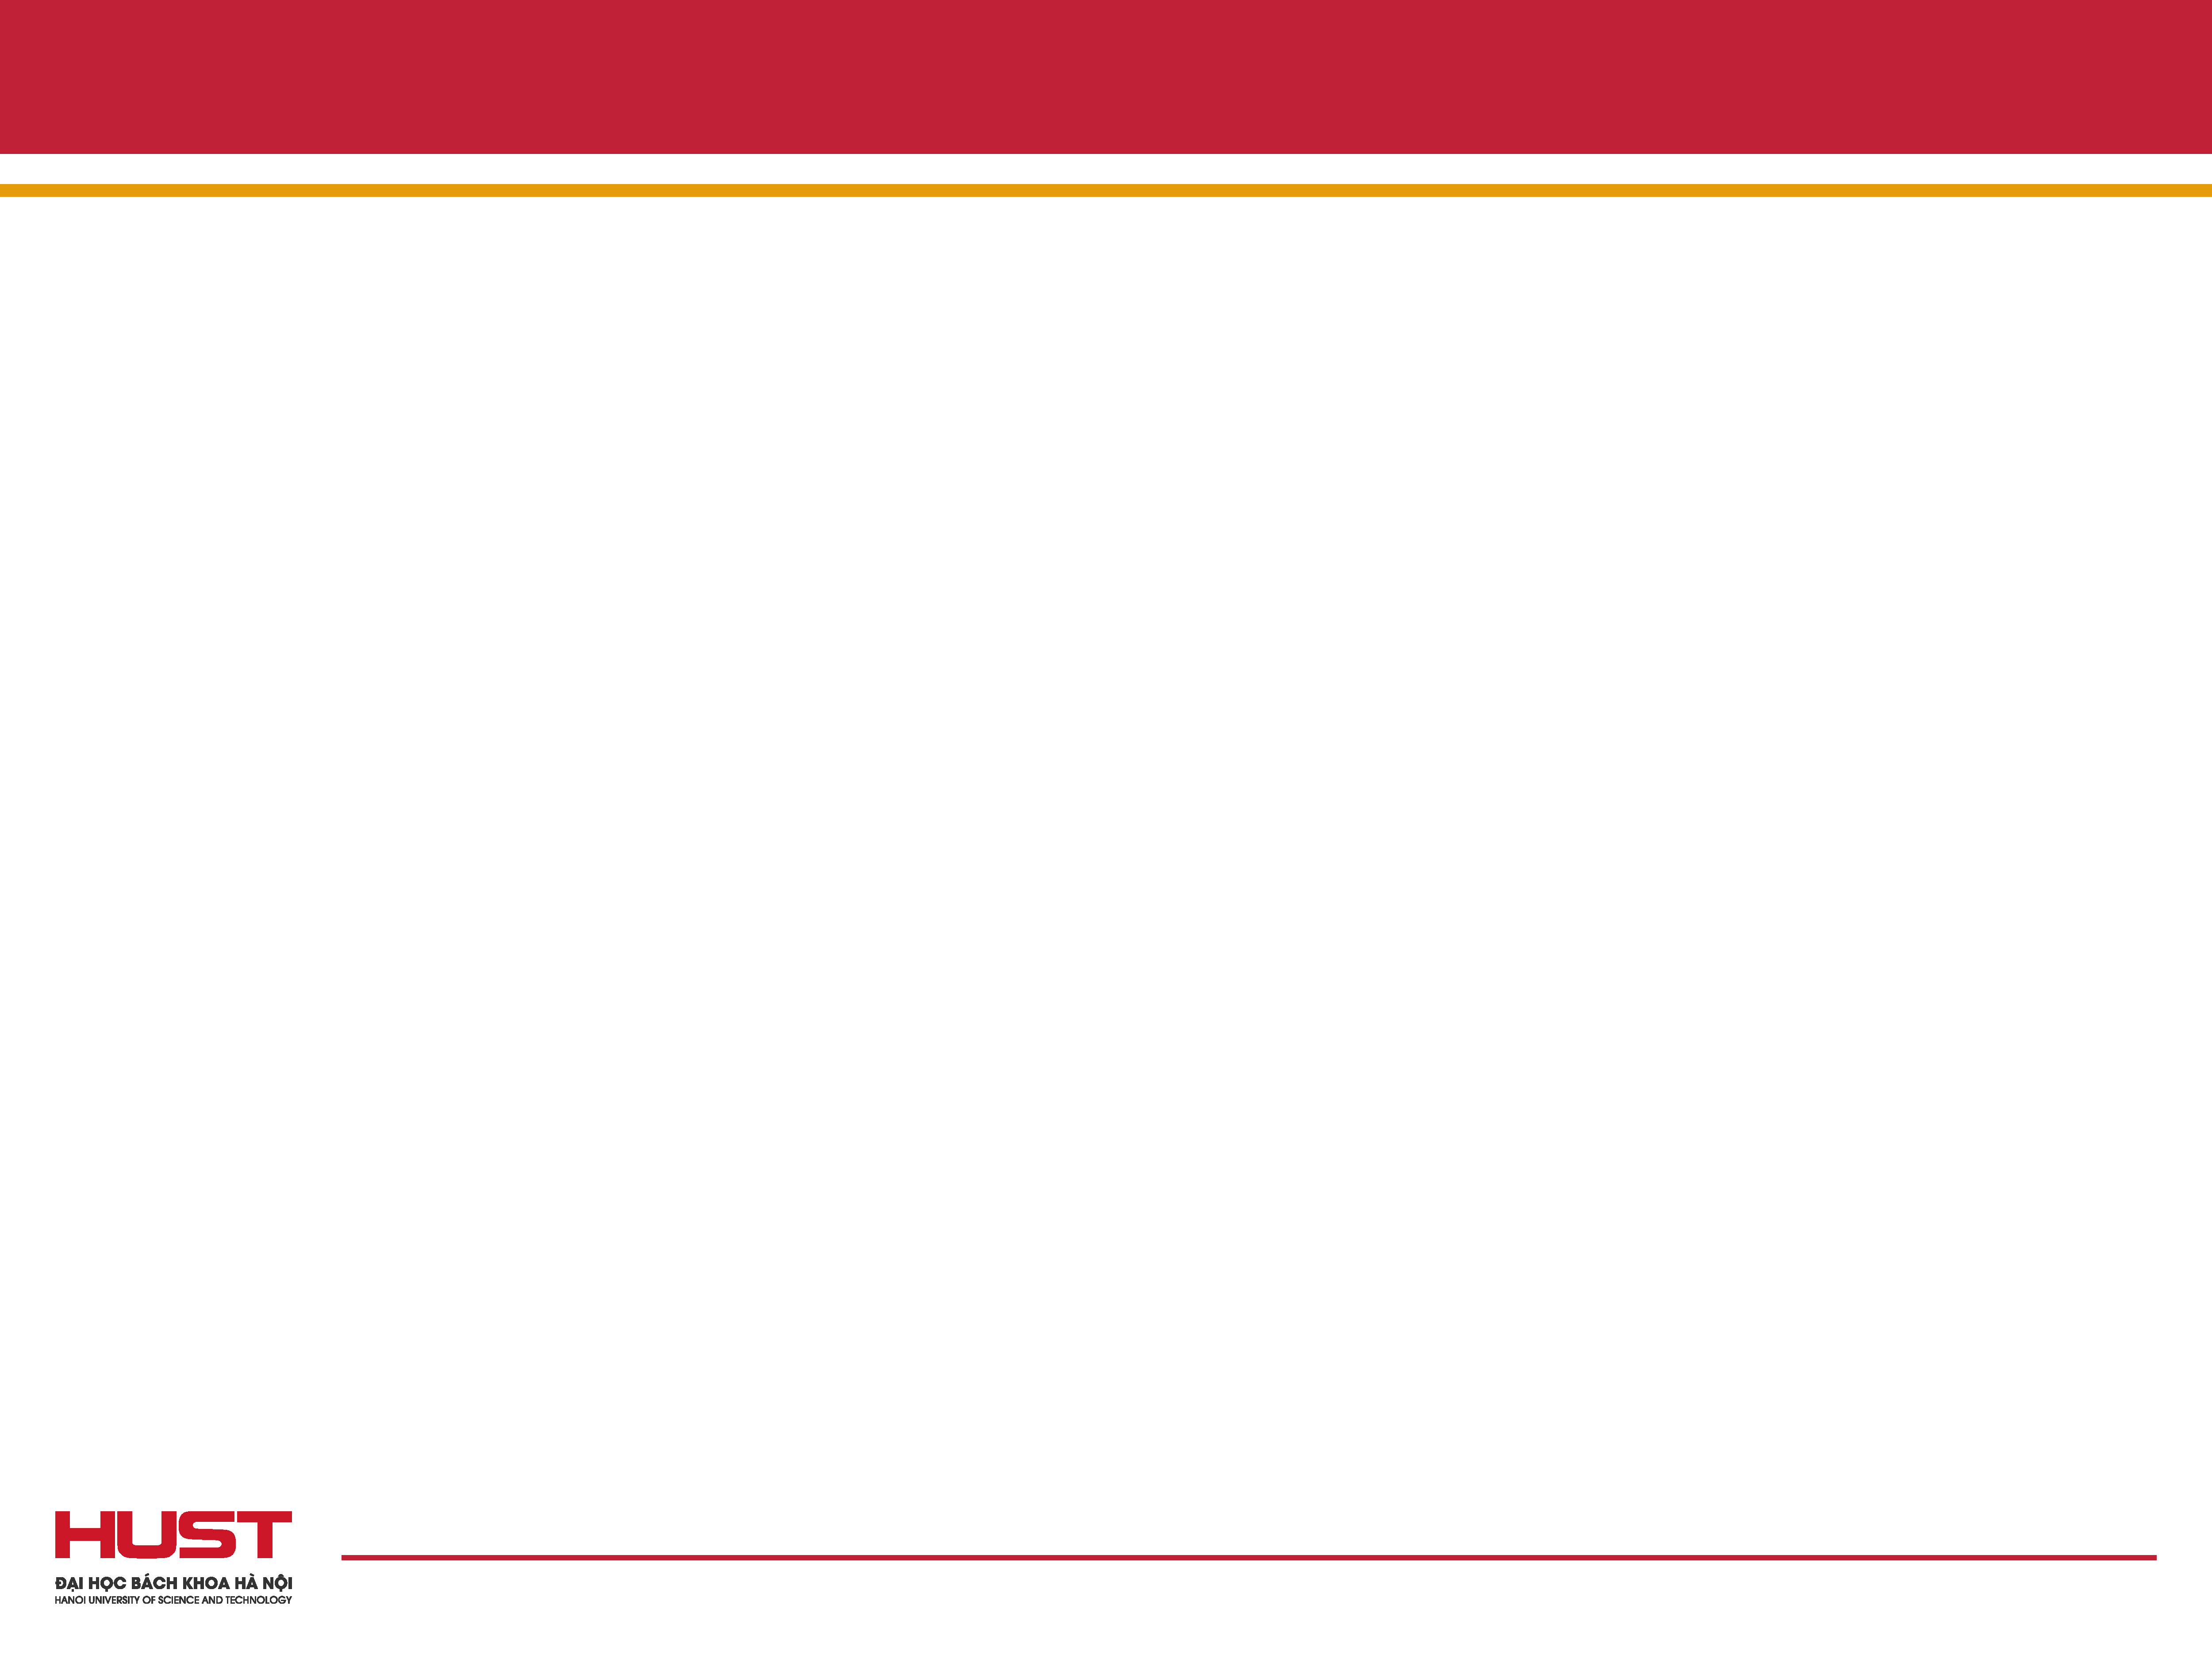 HUST
ĐẠI HỌC BÁCH KHOA HÀ NỘI
HANOI UNIVERSITY OF SCIENCE AND TECHNOLOGY